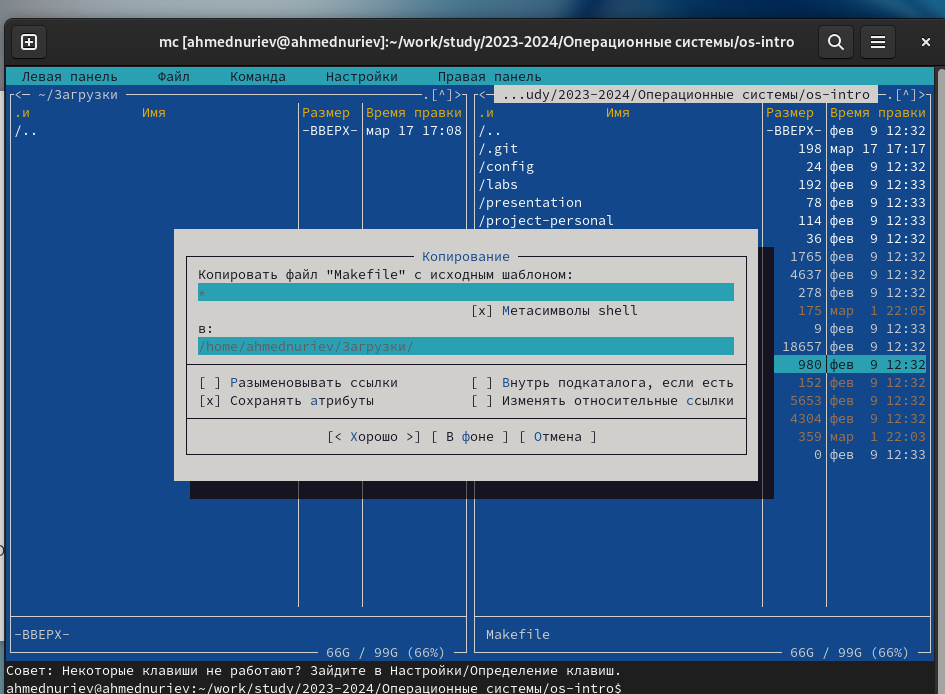 mc [ahmednuriev@ahmednuriev]:~/work/study/2023-2024/Операционные системы/os-intro
Левая панель Файл Команда Настройки Правая панель
<— ~/Загрузки .[^]> <— ...udy/2023-2024/Операционные системы/os-intro .[^]>
.и Имя Размер Время правки .и Имя Размер Время правки
/.. -ВВЕРХ- мар 17 17:08 /.. -ВВЕРХ- фев 9 12:32
/.git 198 мар 17 17:17
/config 24 фев 9 12:32
/labs 192 фев 9 12:33
/presentation 78 фев 9 12:33
/project-personal 114 фев 9 12:33
36 фев 9 12:32
Копирование 1765 фев 9 12:32
Копировать файл "Makefile" с исходным шаблоном: 4637 фев 9 12:32
* 278 фев 9 12:32
[x] Метасимволы shell 175 мар 1 22:05
в: 9 фев 9 12:33
/home/ahmednuriev/Загрузки/ 18657 фев 9 12:32
980 фев 9 12:32
[ ] Разыменовывать ссылки [ ] Внутрь подкаталога, если есть 152 фев 9 12:32
[x] Сохранять атрибуты [ ] Изменять относительные ссылки 5653 фев 9 12:32
4304 фев 9 12:32
[< Хорошо >] [ В фоне ] [ Отмена ] 359 мар 1 22:03
0 фев 9 12:33
-ВВЕРХ- Makefile
66G / 99G (66%) 66G / 99G (66%)
Совет: Некоторые клавиши не работают? Зайдите в Настройки/Определение клавиш.
ahmednuriev@ahmednuriev:~/work/study/2023-2024/Операционные системы/os-intro$